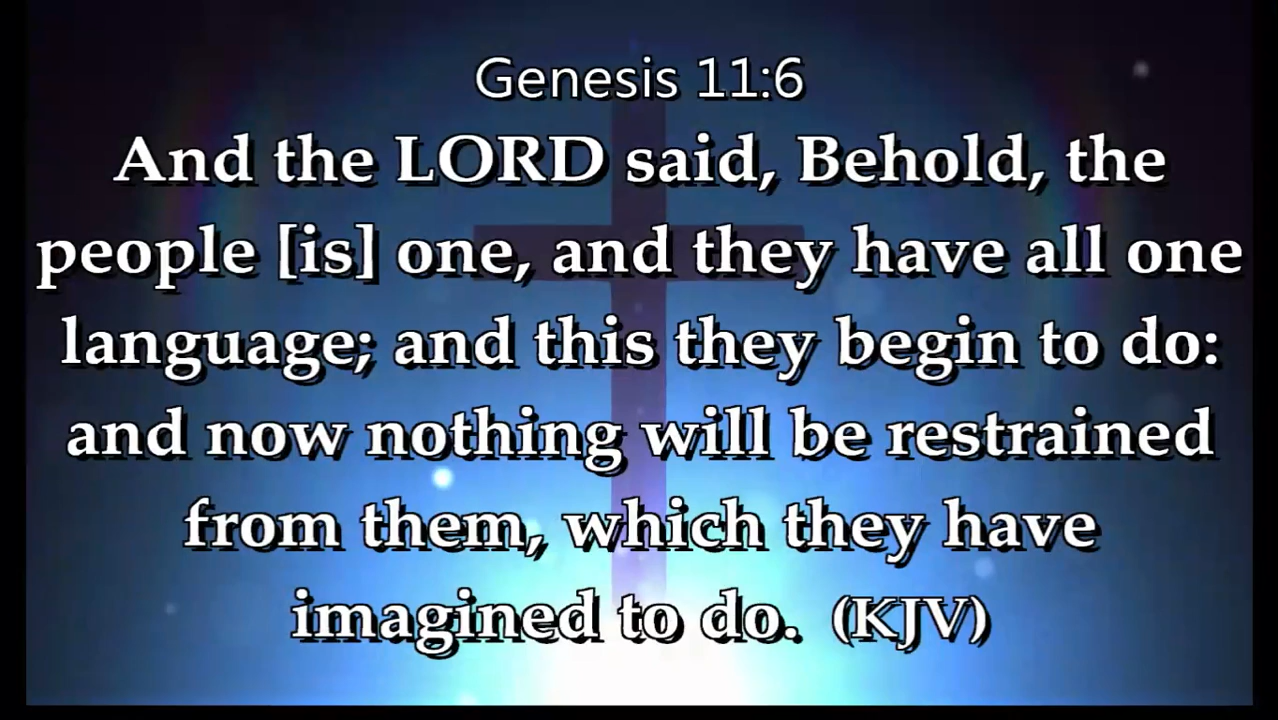 Genesis 11:6
And the LORD said, Behold, the
people [is] one, and they have all one
language; and this they begin to do:
and now nothing will be restrained
from them, which they have
imagined to do. (KJV)